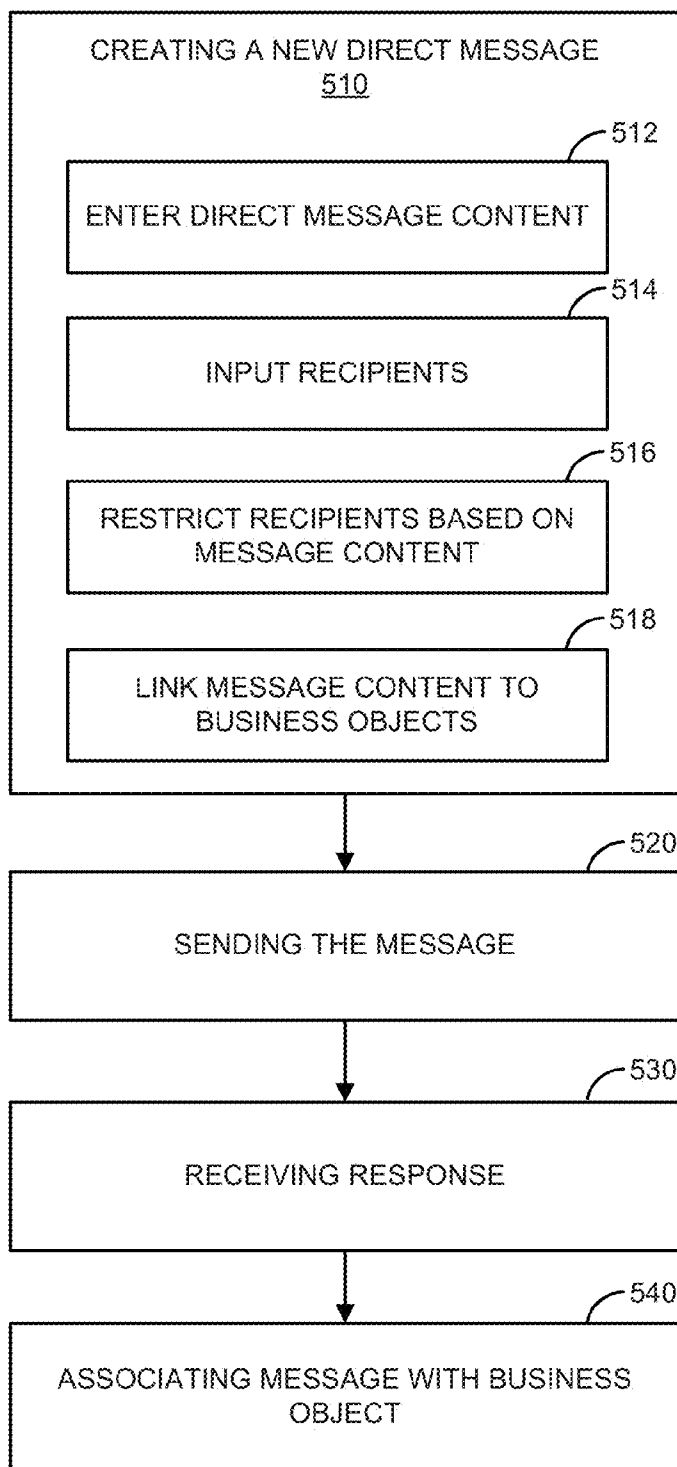 CREATING A NEW DIRECT MESSAGE
510
512
ENTER DIRECT MESSAGE CONTENT
514
INPUT RECIPIENTS
516
RESTRICT RECIPIENTS BASED ON
MESSAGE CONTENT
518
LINK MESSAGE CONTENT TO
BUSINESS OBJECTS
520
SENDING THE MESSAGE
530
RECEIVING RESPONSE
540
ASSOCIATING MESSAGE WITH BUSINESS
OBJECT